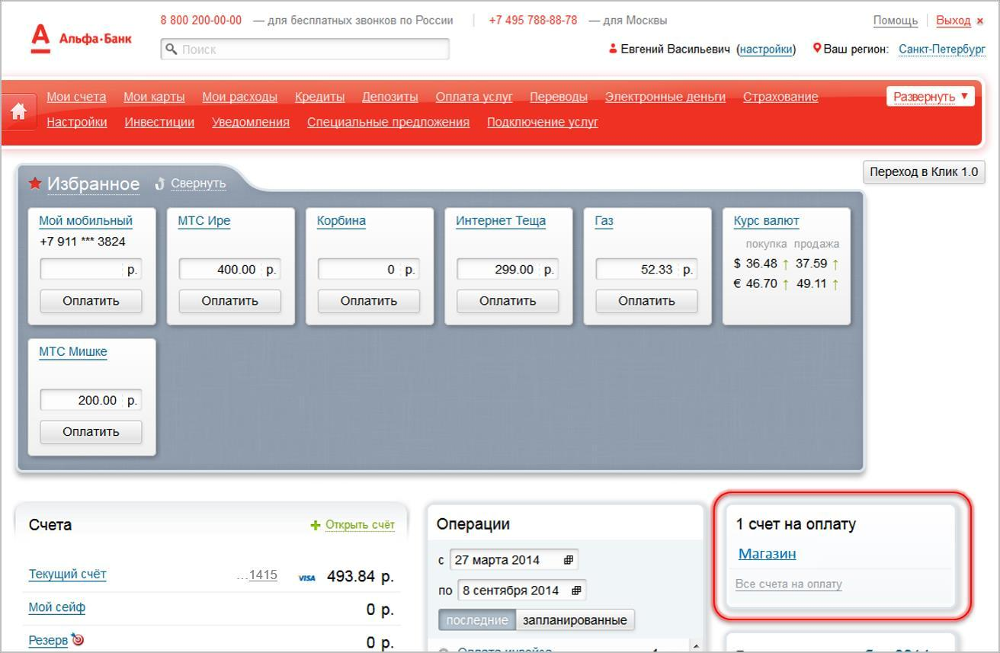 8 800 200-00-00 — для бесплатных звонков по России +7 495 788-88-78 — для Москвы Помощь Выход ×
А Альфа·Банк
Поиск Евгений Васильевич (настройки) Ваш регион: Санкт-Петербург
Мои счета Мои карты Мои расходы Кредиты Депозиты Оплата услуг Переводы Электронные деньги Страхование Развернуть ▼
Настройки Инвестиции Уведомления Специальные предложения Подключение услуг
Избранное Свернуть Переход в Клик 1.0
Мой мобильный МТС Ире Корбина Интернет Теща Газ Курс валют
+7 911 *** 3824 покупка продажа
р. 400.00 р. 0 р. 299.00 р. 52.33 р. $ 36.48 ↑ 37.59 ↑
€ 46.70 ↑ 49.11 ↑
Оплатить Оплатить Оплатить Оплатить Оплатить
МТС Мишке
200.00 р.
Оплатить
Счета + Открыть счёт
Текущий счёт ...1415 VISA 493.84 р.
Мой сейф 0 р.
Резерв 0 р.
Операции
с 27 марта 2014
по 8 сентября 2014
последние запланированные
Оплата инвойса
1 счет на оплату
Магазин
Все счета на оплату